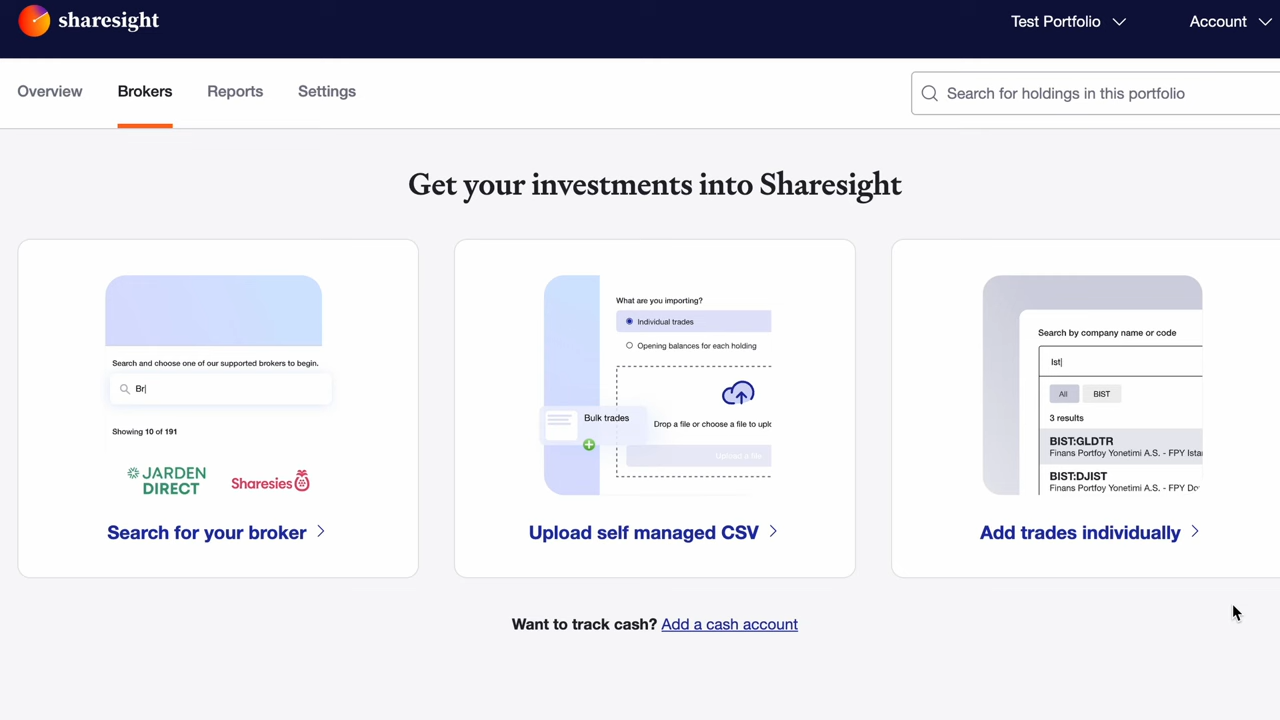 sharesight
Test Portfolio
Account
Overview
Brokers
Reports
Settings
Search for holdings in this portfolio
Get your investments into Sharesight
Search and choose one of our supported brokers to begin.
Br
Showing 10 of 191
JARDEN
DIRECT
Sharesies
Search for your broker
What are you importing?
Individual trades
Opening balances for each holding
Bulk trades
Drop a file or choose a file to uplo
Upload a file
Upload self managed CSV
Search by company name or code
Ist
All
BIST
3 results
BIST:GLDTR
Finans Portfoy Yonetimi A.S. - FPY Ista
BIST:DJIST
Finans Portfoy Yonetimi A.S. - FPY Do
Add trades individually
Want to track cash? Add a cash account